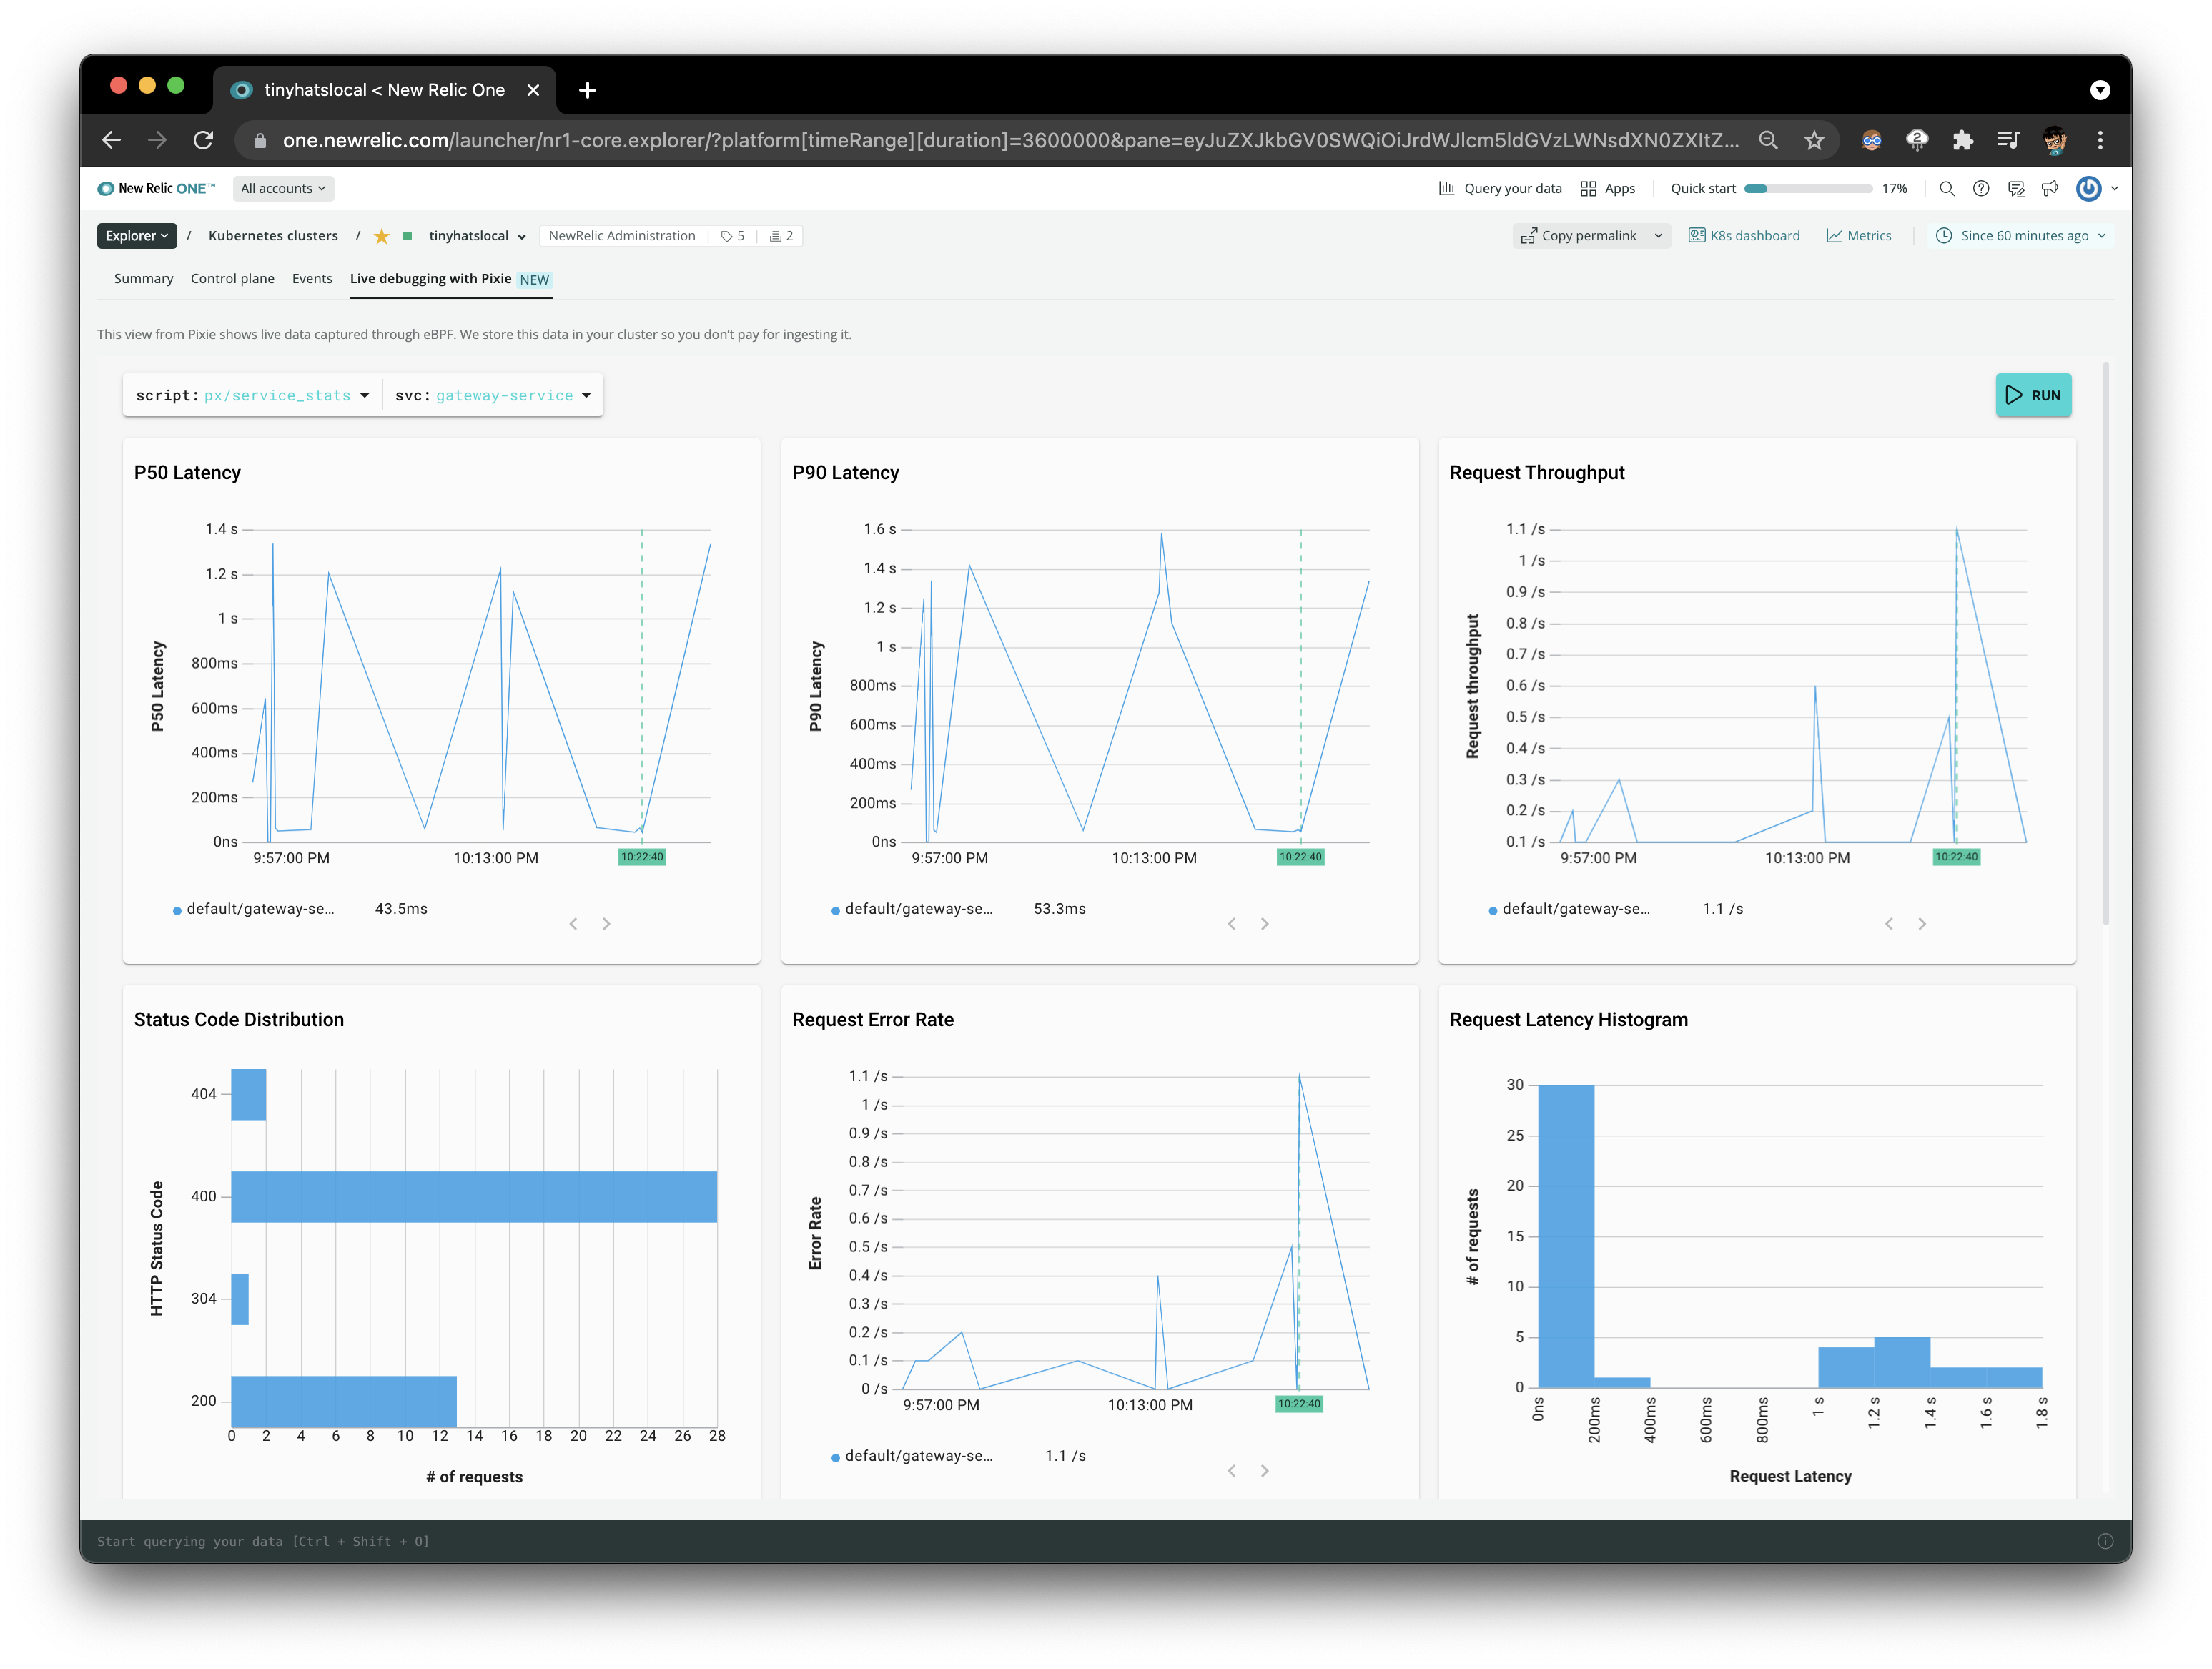 tinyhatslocal < New Relic One
one.newrelic.com/launcher/nr1-core.explorer/?platform[timeRange][duration]=3600000&pane=eyJuZXJkbGV0SWQiOiJrdWJlcm5ldGVzLWNsdXN0ZXItZ...
New Relic ONE™ All accounts Query your data Apps Quick start 17%
Explorer / Kubernetes clusters / tinyhatslocal NewRelic Administration 5 2 Copy permalink K8s dashboard Metrics Since 60 minutes ago
Summary Control plane Events Live debugging with Pixie NEW
This view from Pixie shows live data captured through eBPF. We store this data in your cluster so you don't pay for ingesting it.
script: px/service_stats svc: gateway-service RUN
P50 Latency
1.4 s
1.2 s
1 s
800ms
600ms
400ms
200ms
0ns
P50 Latency
9:57:00 PM 10:13:00 PM 10:22:40
default/gateway-se... 43.5ms
P90 Latency
1.6 s
1.4 s
1.2 s
1 s
800ms
600ms
400ms
200ms
0ns
P90 Latency
9:57:00 PM 10:13:00 PM 10:22:40
default/gateway-se... 53.3ms
Request Throughput
1.1 /s
1 /s
0.9 /s
0.8 /s
0.7 /s
0.6 /s
0.5 /s
0.4 /s
0.3 /s
0.2 /s
0.1 /s
Request throughput
9:57:00 PM 10:13:00 PM 10:22:40
default/gateway-se... 1.1 /s
Status Code Distribution
404
400
304
200
HTTP Status Code
0 2 4 6 8 10 12 14 16 18 20 22 24 26 28
# of requests
Request Error Rate
1.1 /s
1 /s
0.9 /s
0.8 /s
0.7 /s
0.6 /s
0.5 /s
0.4 /s
0.3 /s
0.2 /s
0.1 /s
0 /s
Error Rate
9:57:00 PM 10:13:00 PM 10:22:40
default/gateway-se... 1.1 /s
Request Latency Histogram
30
25
20
15
10
5
0
# of requests
0ns 200ms 400ms 600ms 800ms 1 s 1.2 s 1.4 s 1.6 s 1.8 s
Request Latency
Start querying your data [Ctrl + Shift + O]